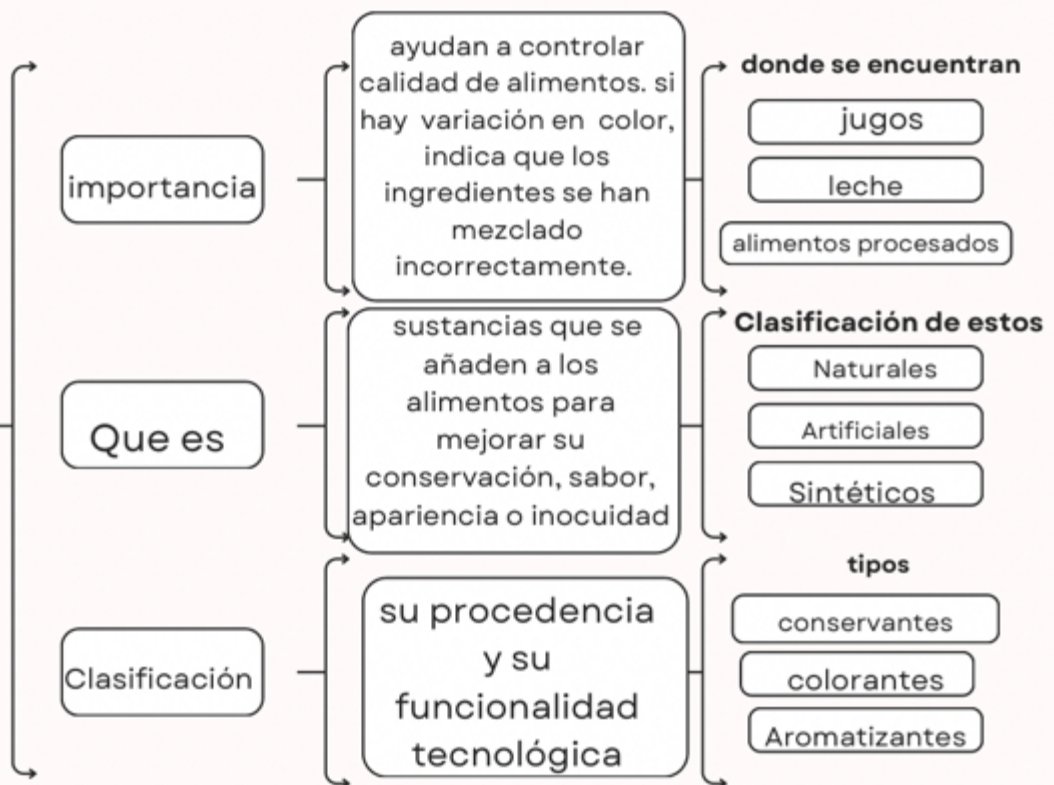 importancia
ayudan a controlar
calidad de alimentos. si
hay variación en color,
indica que los
ingredientes se han
mezclado
incorrectamente.
donde se encuentran
jugos
leche
alimentos procesados
Que es
sustancias que se
añaden a los
alimentos para
mejorar su
conservación, sabor,
apariencia o inocuidad
Clasificación de estos
Naturales
Artificiales
Sintéticos
Clasificación
su procedencia
y su
funcionalidad
tecnológica
tipos
conservantes
colorantes
Aromatizantes